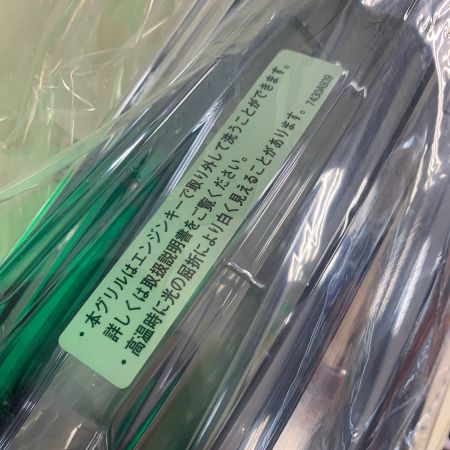 ・本グリルはエンジンキーで取り外して洗うことができます。
詳しくは取扱説明書をご覧ください。
・高温時に光の屈折により白く見えることがあります。 7430A939